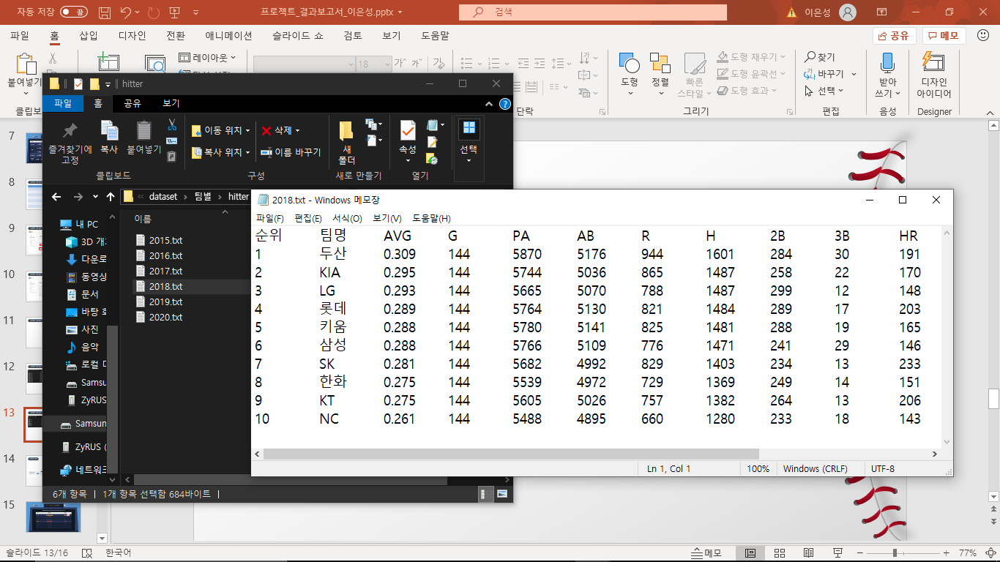 자동 저장 끔 프로젝트_결과보고서_이은성.pptx 검색 이은성
파일 홈 삽입 디자인 전환 애니메이션 슬라이드 쇼 검토 보기 도움말 공유 메모
붙여넣기 레이아웃 18 가 가 도형 정렬 빠른 스타일 도형 채우기 도형 윤곽선 도형 효과 찾기 바꾸기 선택 받아쓰기 디자인 아이디어
단락 그리기 편집 음성 Designer
hitter
파일 홈 공유 보기
즐겨찾기에 고정 복사 붙여넣기 이동 위치 복사 위치 삭제 이름 바꾸기 새 폴더 속성 선택
클립보드 구성 새로 만들기 열기
dataset 팀별 hitter
이름
내 PC
3D 개
다운로
동영상
문서
바탕 화
사진
음악
로컬 디
Samsu
ZyRUS
Samsun
ZyRUS (
네트워크
2015.txt
2016.txt
2017.txt
2018.txt
2019.txt
2020.txt
6개 항목 1개 항목 선택함 684바이트
2018.txt - Windows 메모장
파일(F) 편집(E) 서식(O) 보기(V) 도움말(H)
순위 팀명 AVG G PA AB R H 2B 3B HR
1 두산 0.309 144 5870 5176 944 1601 284 30 191
2 KIA 0.295 144 5744 5036 865 1487 258 22 170
3 LG 0.293 144 5665 5070 788 1487 299 12 148
4 롯데 0.289 144 5764 5130 821 1484 289 17 203
5 키움 0.288 144 5780 5141 825 1481 288 19 165
6 삼성 0.288 144 5766 5109 776 1471 241 29 146
7 SK 0.281 144 5682 4992 829 1403 234 13 233
8 한화 0.275 144 5539 4972 729 1369 249 14 151
9 KT 0.275 144 5605 5026 757 1382 264 13 206
10 NC 0.261 144 5488 4895 660 1280 233 18 143
Ln 1, Col 1 100% Windows (CRLF) UTF-8
7
8
9
10
11
12
13
14
15
슬라이드 13/16 한국어 메모 77%